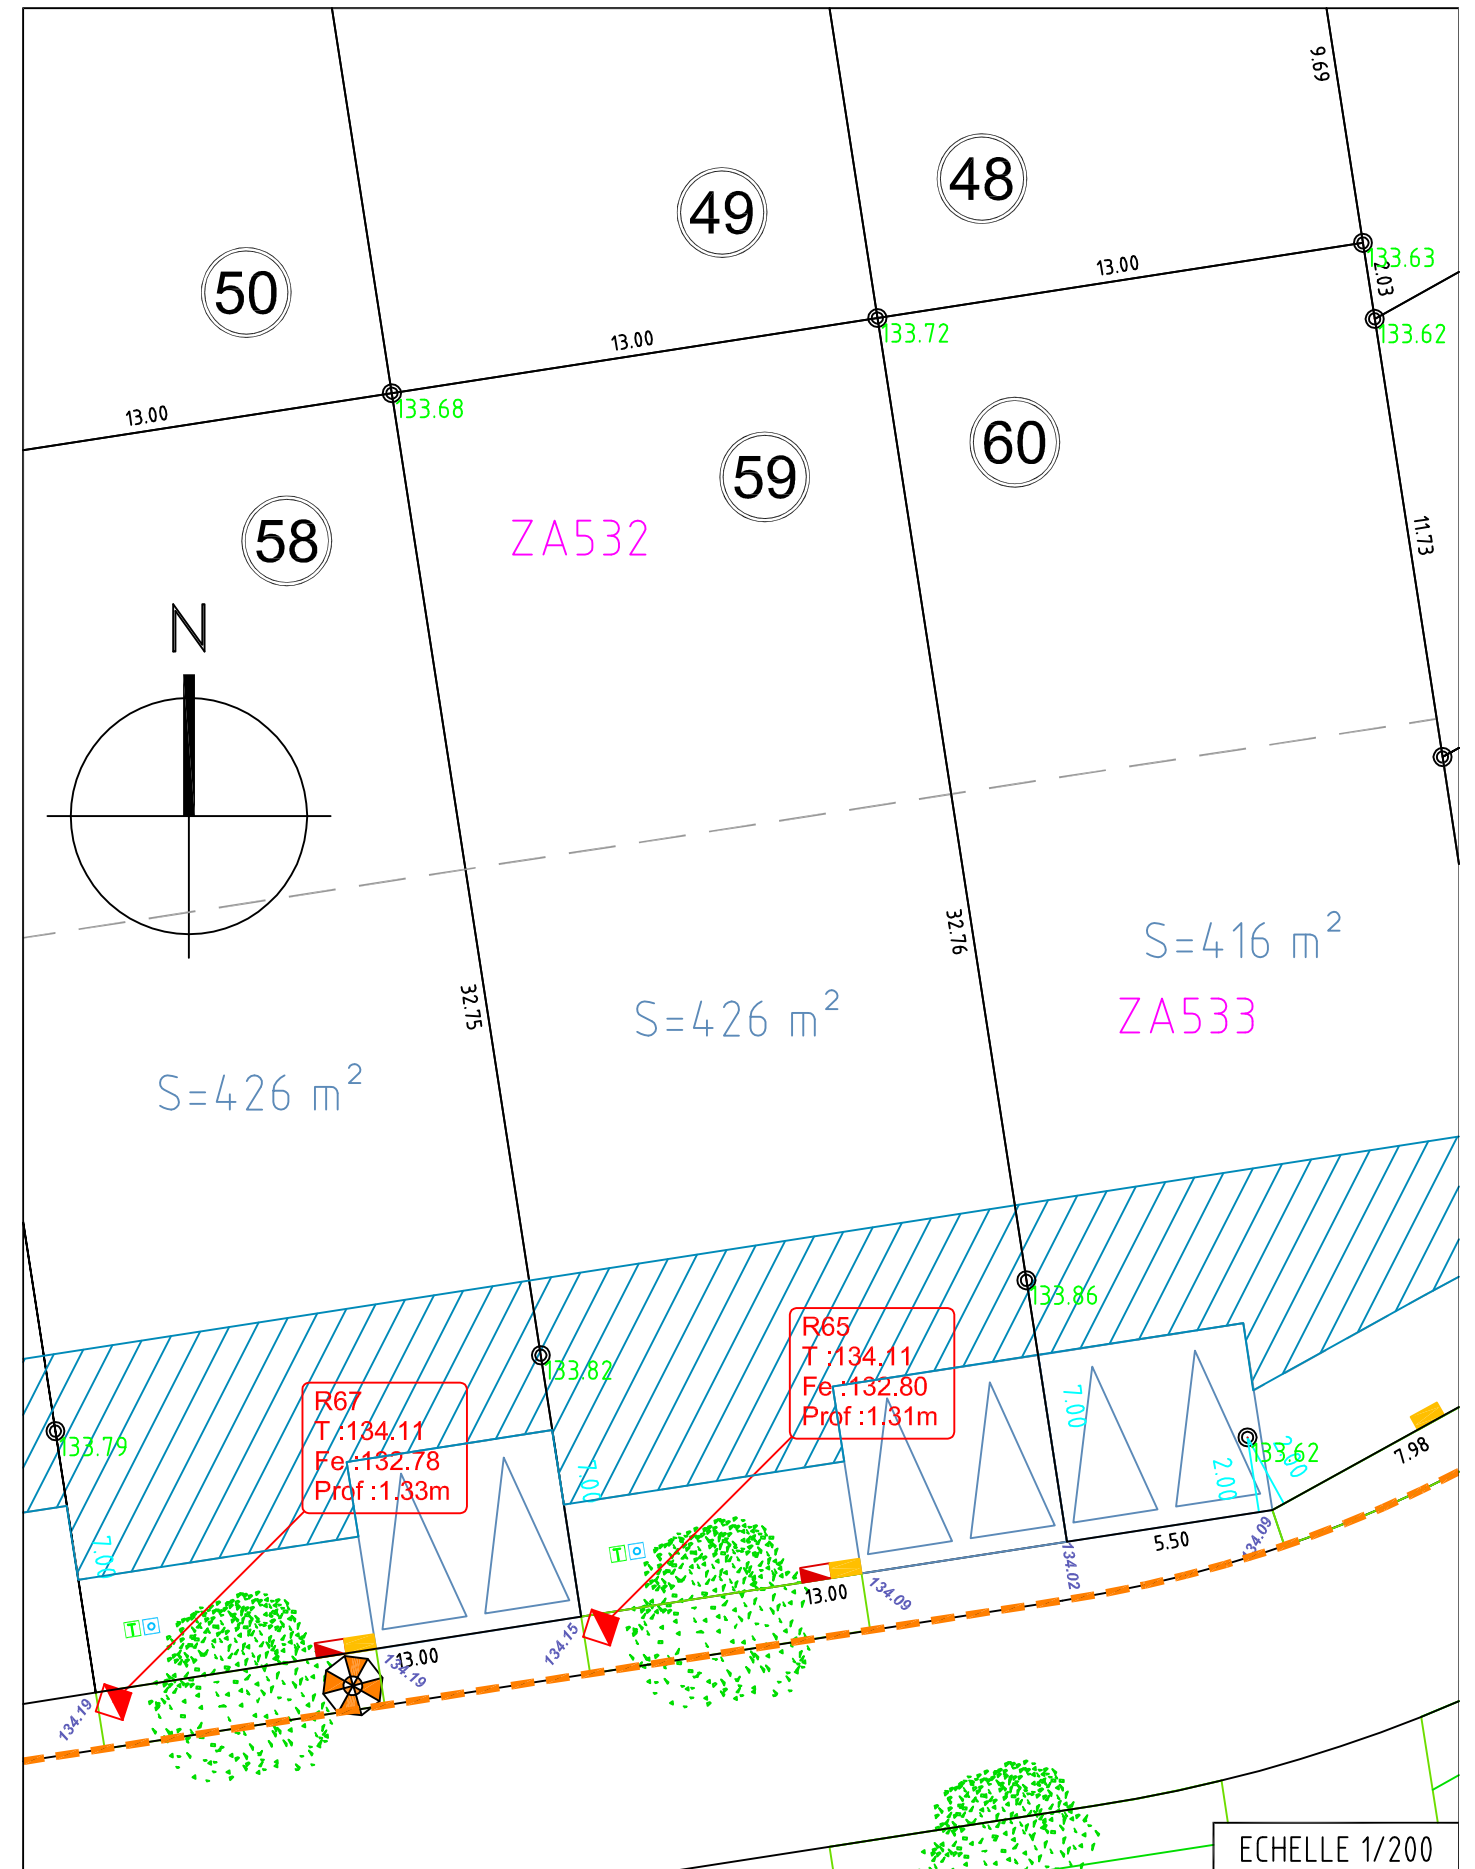 9.69
48
49
133.63
2.03
13.00
50
133.62
133.72
13.00
133.68
13.00
60
59
58
ZA532
11.73
N
32.76
S=416 m²
32.75
S=426 m²
ZA533
S=426 m²
133.86
R65
T :134.11
Fe :132.80
Prof :1.31m
133.82
R67
T :134.11
Fe :132.78
Prof :1.33m
7.00
133.79
133.62
2.00
2.00
7.98
7.00
7.00
5.50
134.09
134.02
T
13.00
134.09
T
134.15
13.00
134.19
134.19
ECHELLE 1/200